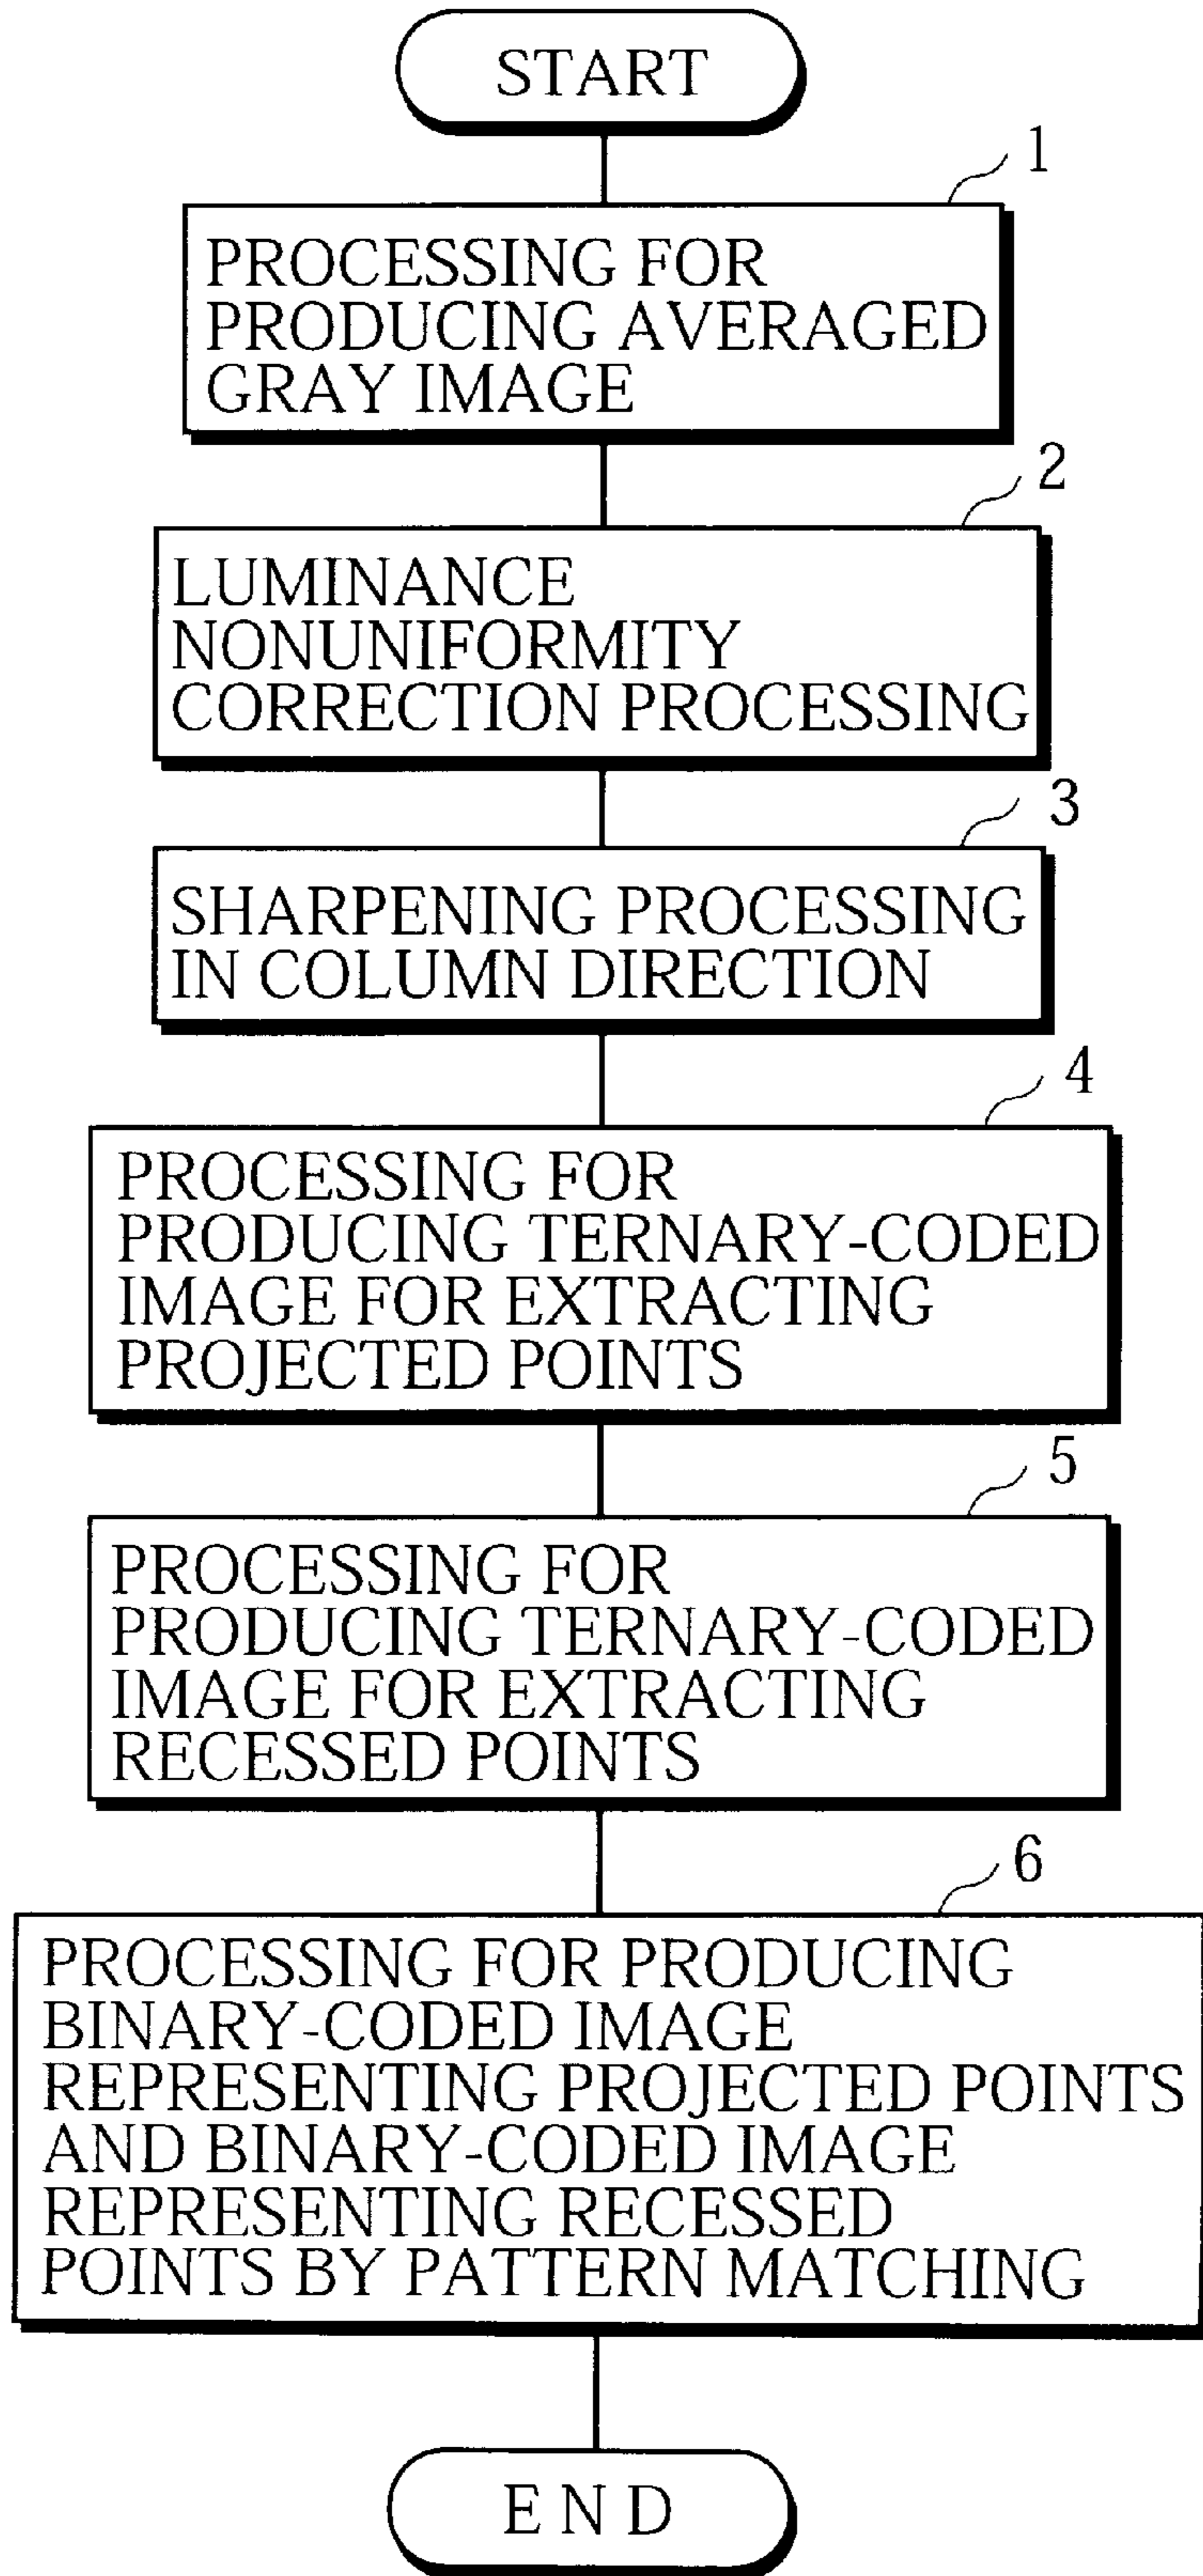 START
1
PROCESSING FOR
PRODUCING AVERAGED
GRAY IMAGE
2
LUMINANCE
NONUNIFORMITY
CORRECTION PROCESSING
3
SHARPENING PROCESSING
IN COLUMN DIRECTION
4
PROCESSING FOR
PRODUCING TERNARY-CODED
IMAGE FOR EXTRACTING
PROJECTED POINTS
5
PROCESSING FOR
PRODUCING TERNARY-CODED
IMAGE FOR EXTRACTING
RECESSED POINTS
6
PROCESSING FOR PRODUCING
BINARY-CODED IMAGE
REPRESENTING PROJECTED POINTS
AND BINARY-CODED IMAGE
REPRESENTING RECESSED
POINTS BY PATTERN MATCHING
END